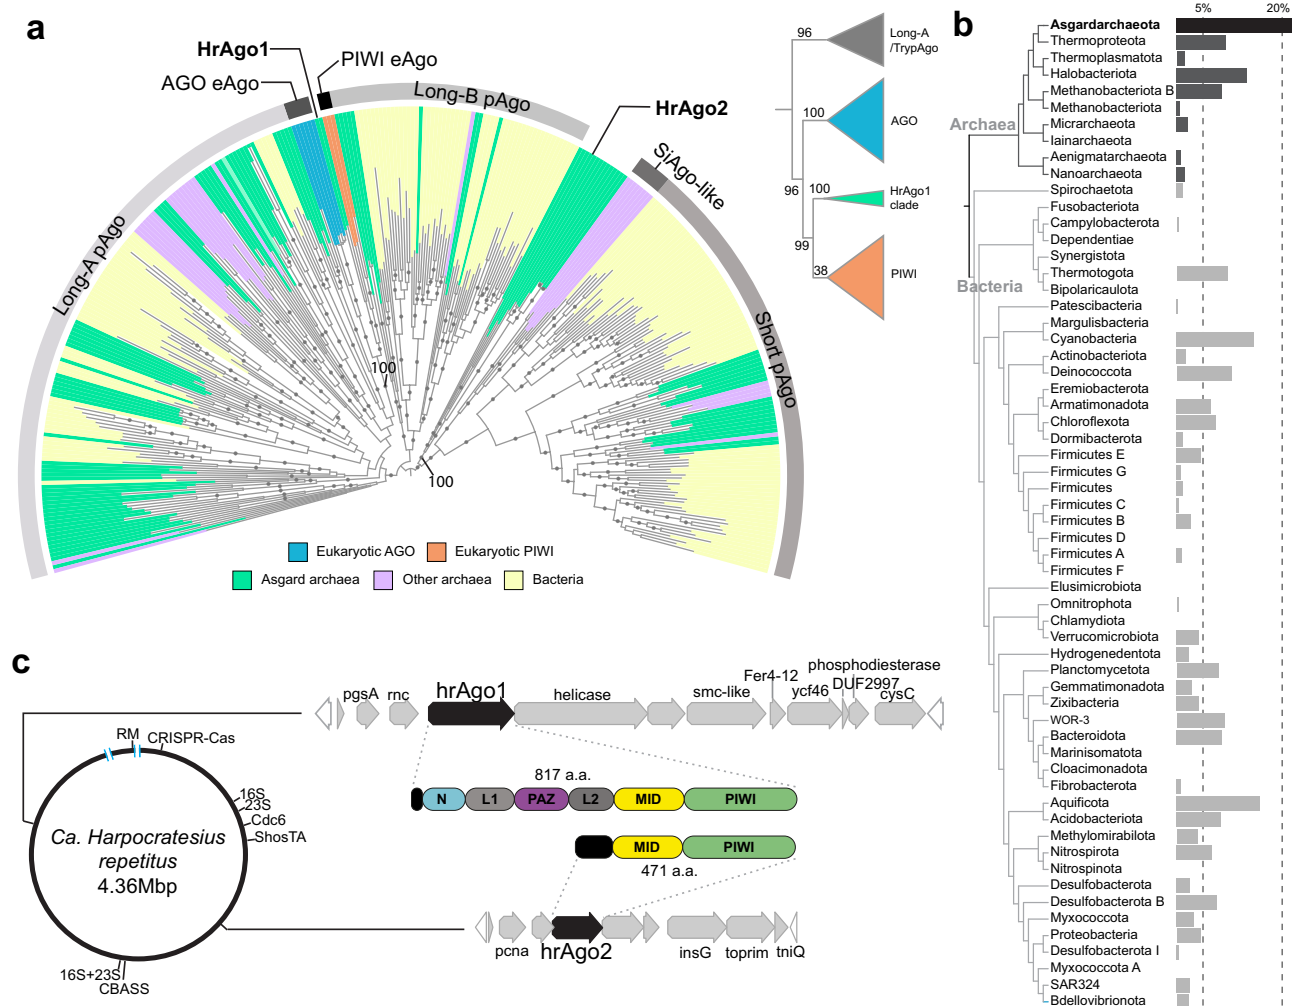 a
HrAgo1
PIWI eAgo
AGO eAgo
Long-B pAgo
HrAgo2
SiAgo-like
Long-A pAgo
Short pAgo
100
100
Eukaryotic AGO
Eukaryotic PIWI
Asgard archaea
Other archaea
Bacteria
96
Long-A
/TrypAgo
100
AGO
96
100
HrAgo1
clade
99
38
PIWI
b
5%
20%
Archaea
Bacteria
Asgardarchaeota
Thermoproteota
Thermoplasmatota
Halobacteriota
Methanobacteriota B
Methanobacteriota
Micrarchaeota
Iainarchaeota
Aenigmatarchaeota
Nanoarchaeota
Spirochaetota
Fusobacteriota
Campylobacterota
Dependentiae
Synergistota
Thermotogota
Bipolaricaulota
Patescibacteria
Margulisbacteria
Cyanobacteria
Actinobacteriota
Deinococcota
Eremiobacterota
Armatimonadota
Chloroflexota
Dormibacterota
Firmicutes E
Firmicutes G
Firmicutes
Firmicutes C
Firmicutes B
Firmicutes D
Firmicutes A
Firmicutes F
Elusimicrobiota
Omnitrophota
Chlamydiota
Verrucomicrobiota
Hydrogenedentota
Planctomycetota
Gemmatimonadota
Zixibacteria
WOR-3
Bacteroidota
Marinisomatota
Cloacimonadota
Fibrobacterota
Aquificota
Acidobacteriota
Methylomirabilota
Nitrospirota
Nitrospinota
Desulfobacterota
Desulfobacterota B
Myxococcota
Proteobacteria
Desulfobacterota I
Myxococcota A
SAR324
Bdellovibrionota
c
pgsA
rnc
hrAgo1
helicase
smc-like
Fer4-12
ycf46
phosphodiesterase
DUF2997
cysC
RM
CRISPR-Cas
16S
23S
Cdc6
ShosTA
Ca. Harpocratesius
repetitus
4.36Mbp
16S+23S
CBASS
817 a.a.
N
L1
PAZ
L2
MID
PIWI
MID
PIWI
471 a.a.
pcna
hrAgo2
insG
toprim
tniQ